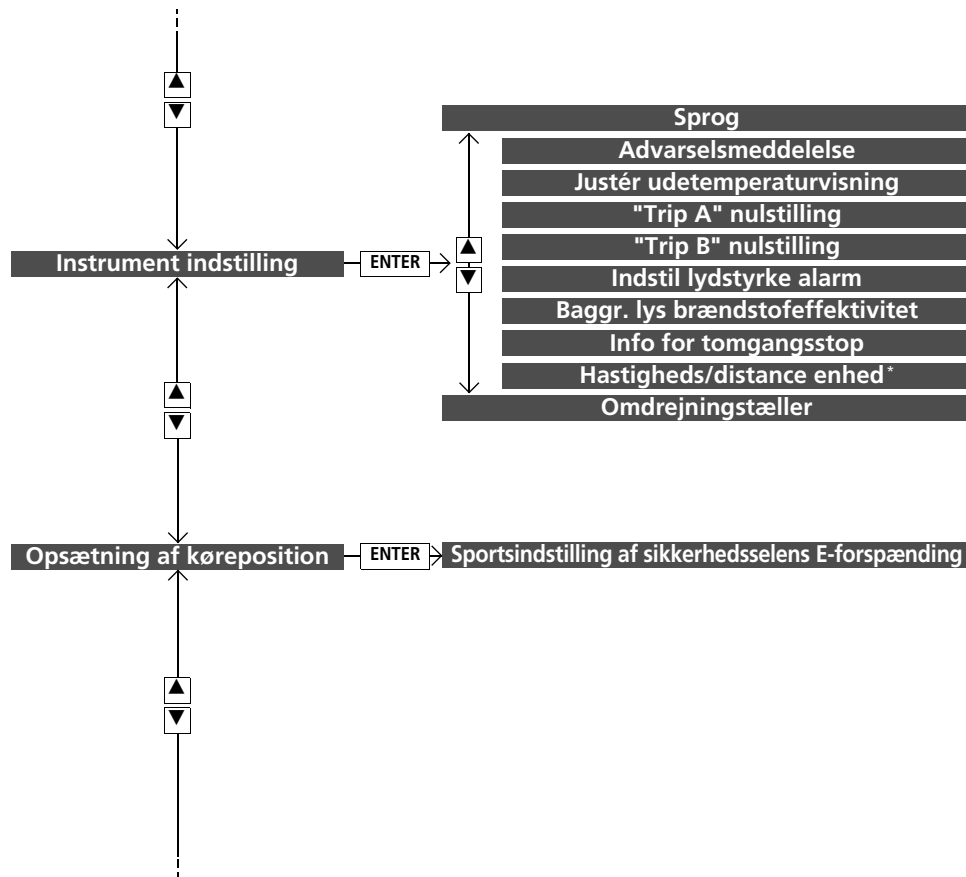 ▲
▼
Sprog
Advarselsmeddelelse
Justér udetemperaturvisning
"Trip A" nulstilling
"Trip B" nulstilling
Instrument indstilling
ENTER
▲
▼
Indstil lydstyrke alarm
Baggr. lys brændstofeffektivitet
Info for tomgangsstop
Hastigheds/distance enhed*
Omdrejningstæller
▲
▼
Opsætning af køreposition
ENTER
Sportsindstilling af sikkerhedsselens E-forspænding
▲
▼